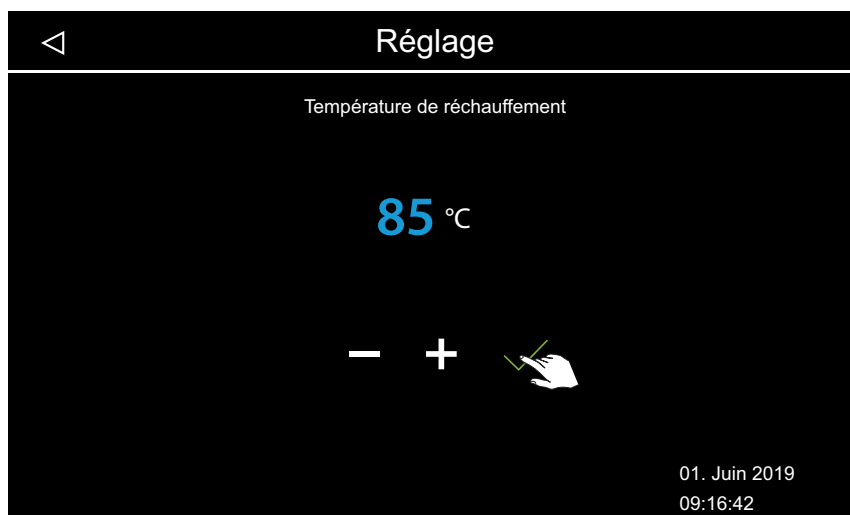 Réglage
Température de réchauffement
85 °C
01. Juin 2019
09:16:42